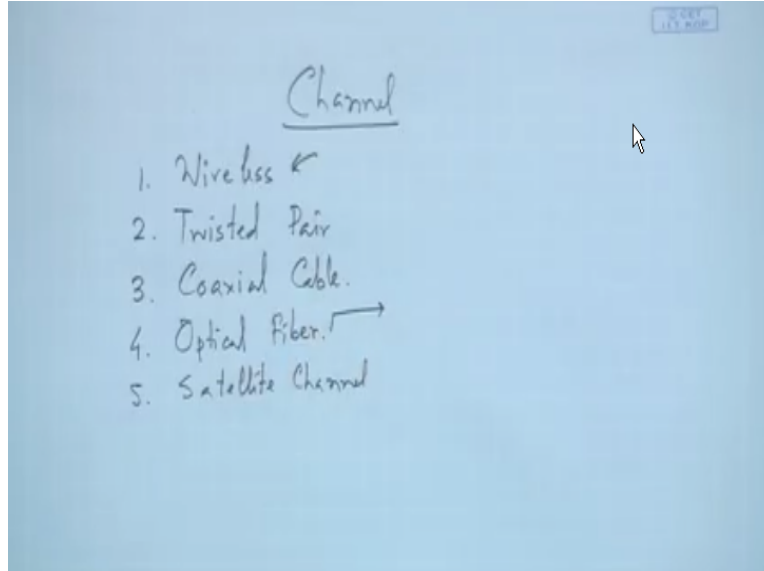 Channel
1. Wireless
2. Twisted Pair
3. Coaxial Cable.
4. Optical Fiber.
5. Satellite Channel